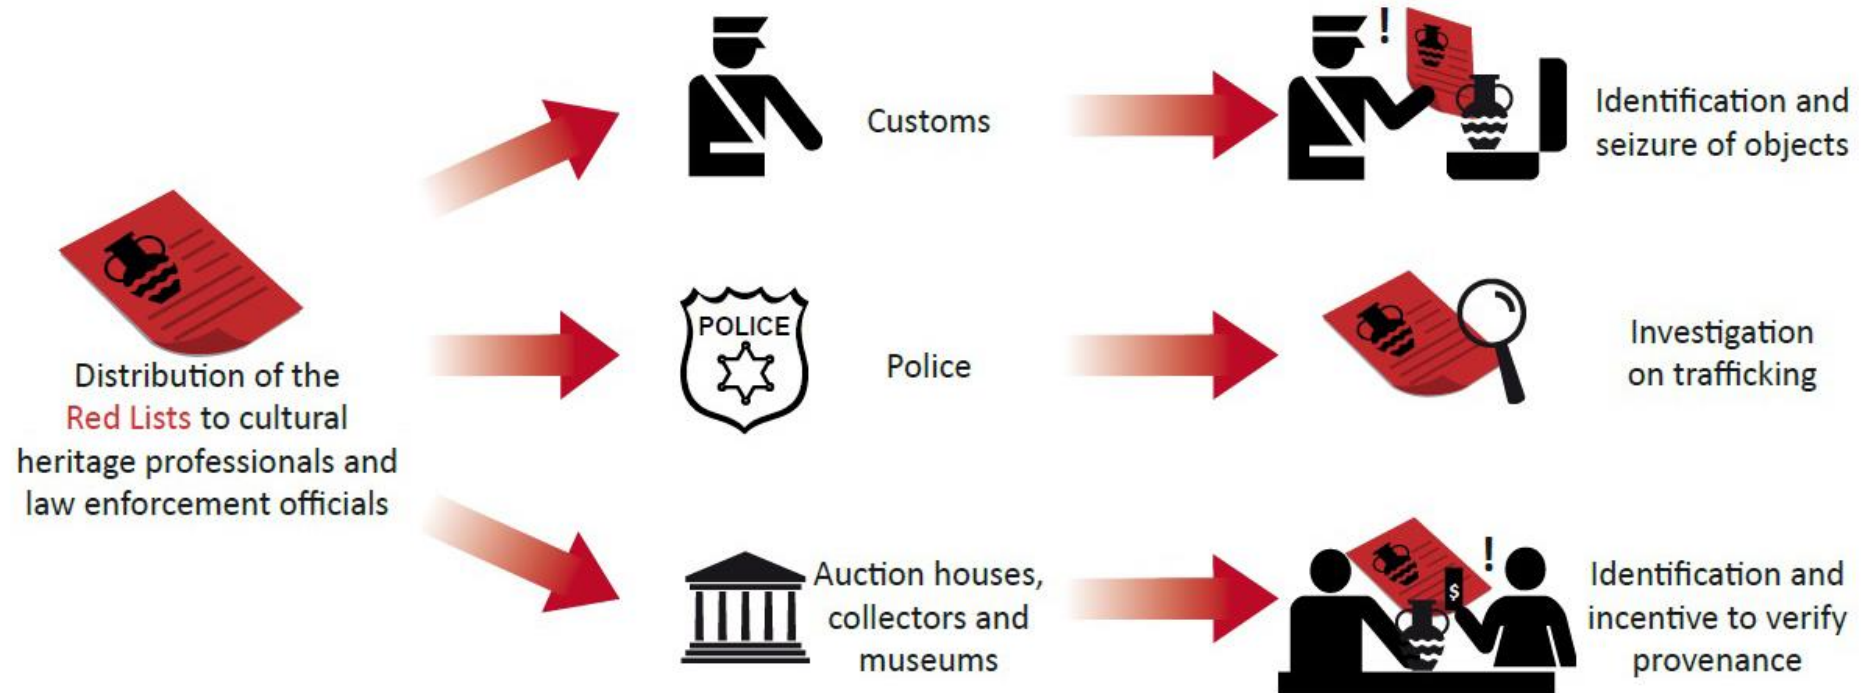 Distribution of the
Red Lists to cultural
heritage professionals and
law enforcement officials
Customs
!
Identification and
seizure of objects
POLICE
Police
Investigation
on trafficking
Auction houses,
collectors and
museums
!
$
Identification and
incentive to verify
provenance